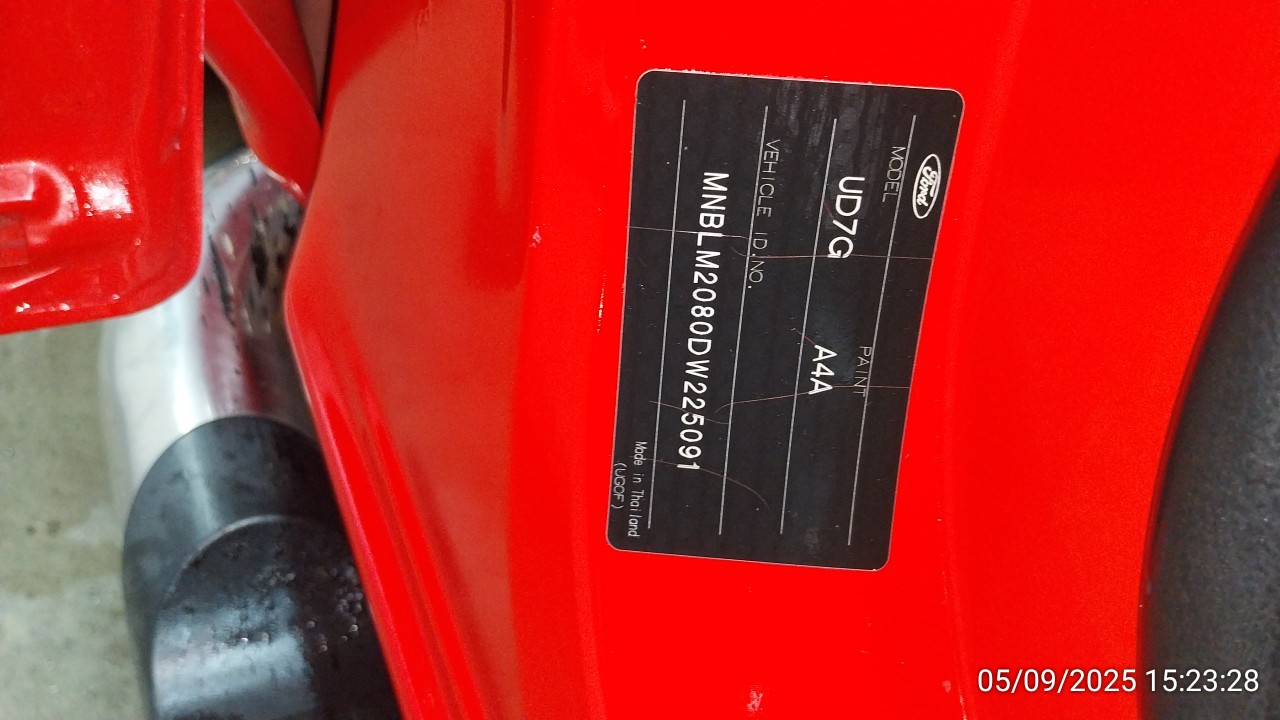 Ford
MODEL PAINT
UD7G A4A
VEHICLE ID.NO.
MNBLM2080DW225091
Made in Thailand
(UGOF)
05/09/2025 15:23:28